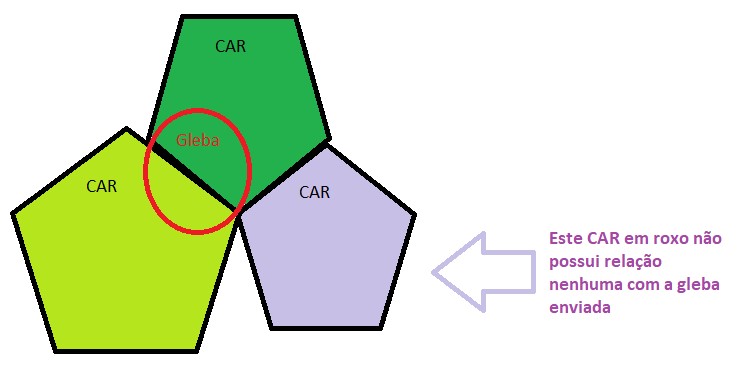 CAR
Gleba
CAR
CAR
Este CAR em roxo não
possui relação
nenhuma com a gleba
enviada